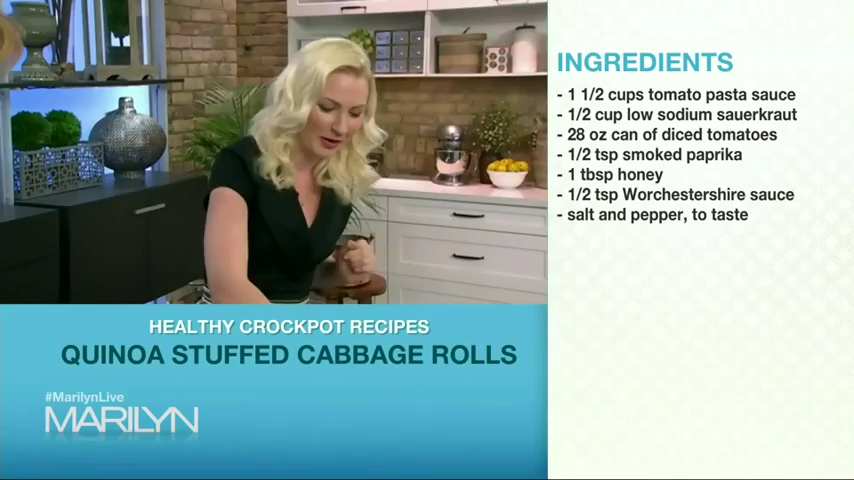 INGREDIENTS
- 1 1/2 cups tomato pasta sauce
- 1/2 cup low sodium sauerkraut
- 28 oz can of diced tomatoes
- 1/2 tsp smoked paprika
- 1 tbsp honey
- 1/2 tsp Worchestershire sauce
- salt and pepper, to taste
HEALTHY CROCKPOT RECIPES
QUINOA STUFFED CABBAGE ROLLS
#MarilynLive
MARILYN